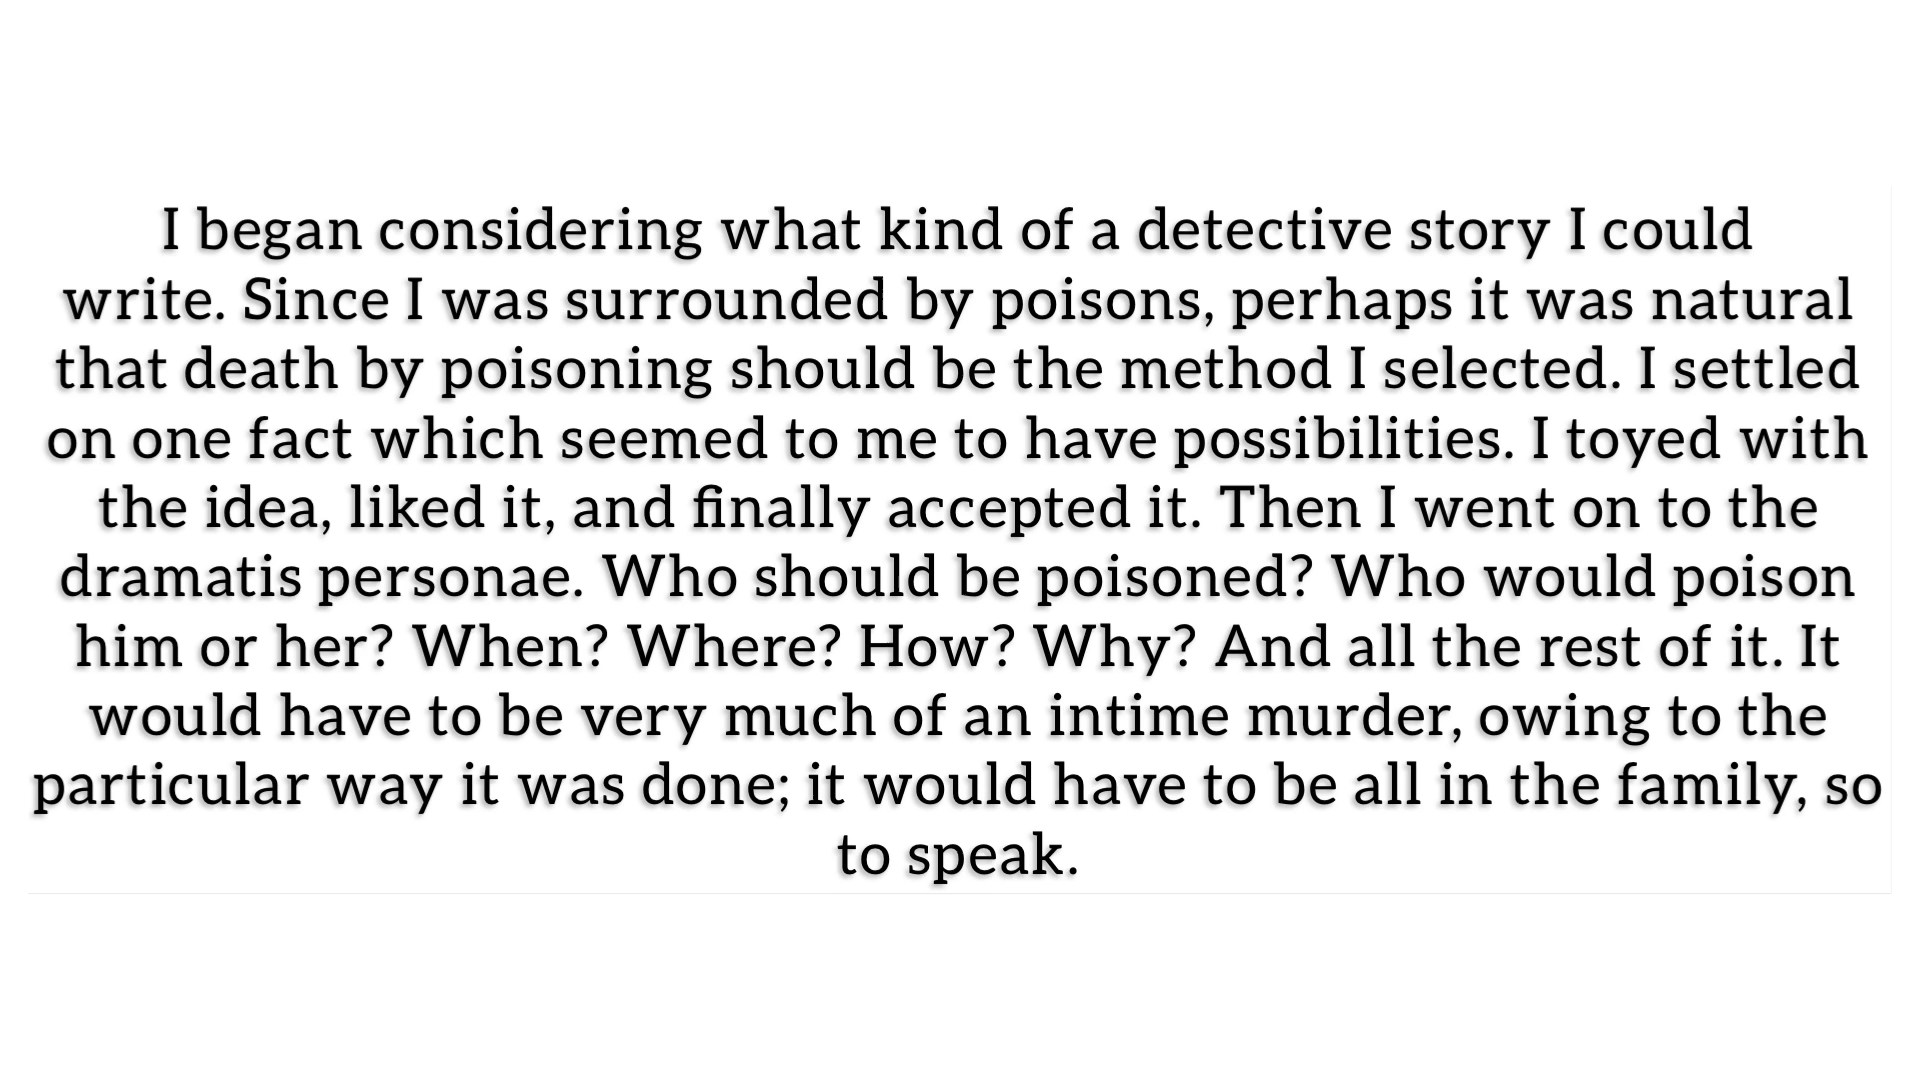 I began considering what kind of a detective story I could
write. Since I was surrounded by poisons, perhaps it was natural
that death by poisoning should be the method I selected. I settled
on one fact which seemed to me to have possibilities. I toyed with
the idea, liked it, and finally accepted it. Then I went on to the
dramatis personae. Who should be poisoned? Who would poison
him or her? When? Where? How? Why? And all the rest of it. It
would have to be very much of an intime murder, owing to the
particular way it was done; it would have to be all in the family, so
to speak.